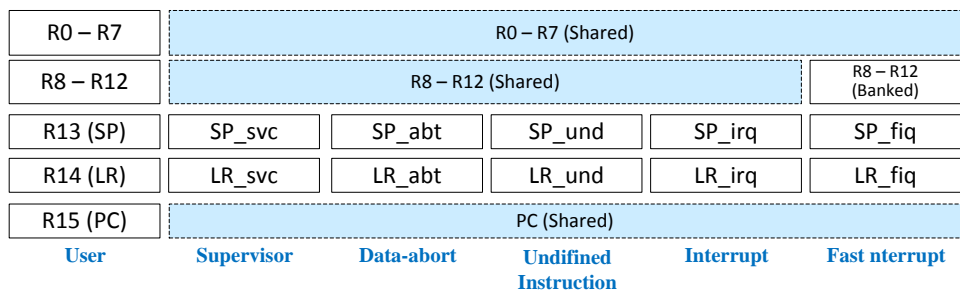 R0 – R7
R0 – R7 (Shared)
R8 – R12
R8 – R12 (Shared)
R8 – R12
(Banked)
R13 (SP)
SP_svc
SP_abt
SP_und
SP_irq
SP_fiq
R14 (LR)
LR_svc
LR_abt
LR_und
LR_irq
LR_fiq
R15 (PC)
PC (Shared)
User
Supervisor
Data-abort
Undifined
Instruction
Interrupt
Fast nterrupt